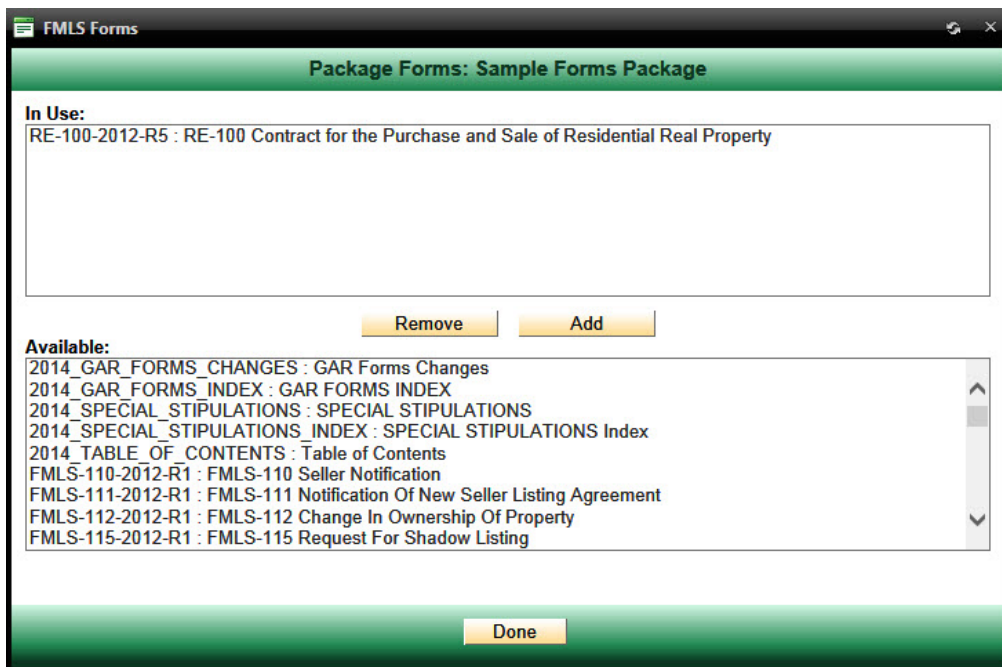 FMLS Forms
Package Forms: Sample Forms Package
In Use:
RE-100-2012-R5 : RE-100 Contract for the Purchase and Sale of Residential Real Property
Remove Add
Available:
2014_GAR_FORMS_CHANGES : GAR Forms Changes
2014_GAR_FORMS_INDEX : GAR FORMS INDEX
2014_SPECIAL_STIPULATIONS : SPECIAL STIPULATIONS
2014_SPECIAL_STIPULATIONS_INDEX : SPECIAL STIPULATIONS Index
2014_TABLE_OF_CONTENTS : Table of Contents
FMLS-110-2012-R1 : FMLS-110 Seller Notification
FMLS-111-2012-R1 : FMLS-111 Notification Of New Seller Listing Agreement
FMLS-112-2012-R1 : FMLS-112 Change In Ownership Of Property
FMLS-115-2012-R1 : FMLS-115 Request For Shadow Listing
Done